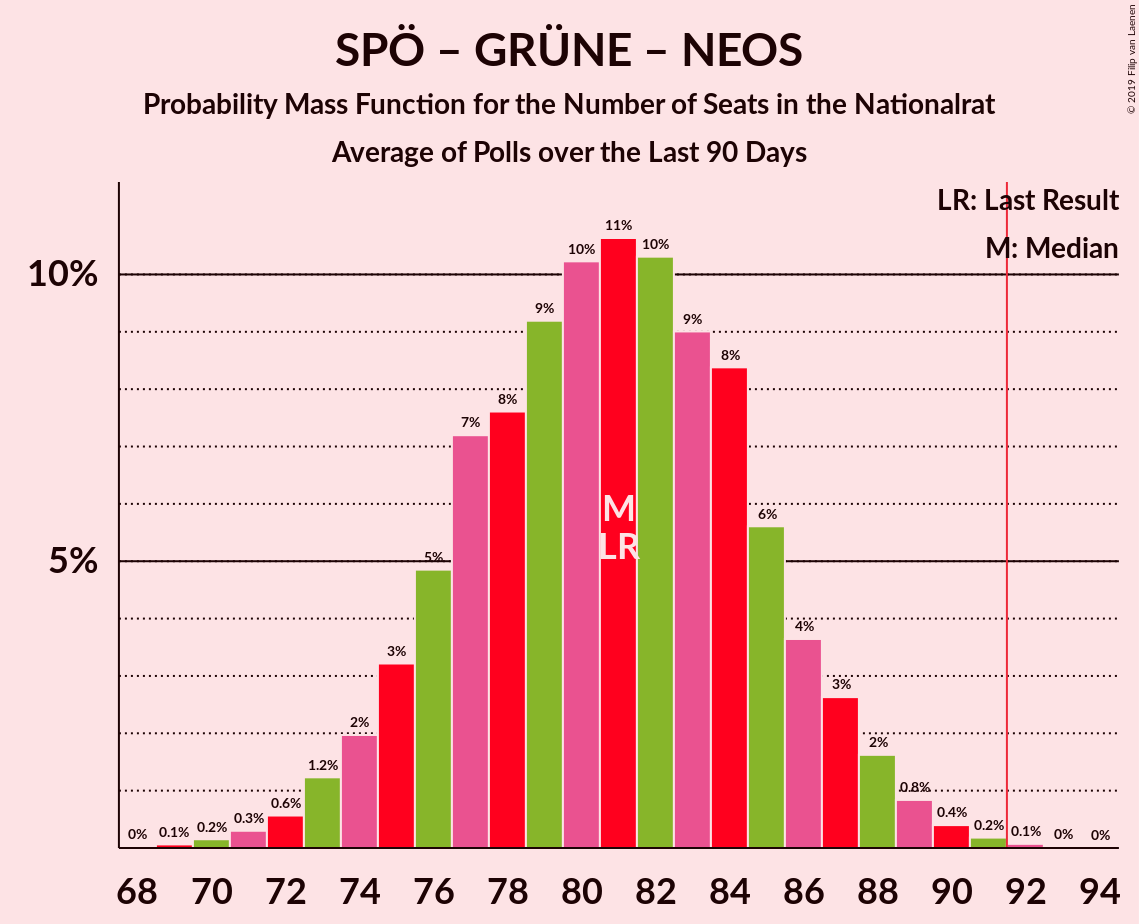 SPÖ – GRÜNE – NEOS
Probability Mass Function for the Number of Seats in the Nationalrat
Average of Polls over the Last 90 Days
© 2019 Filip van Laenen
LR: Last Result
M: Median
10%
5%
0% 0.1% 0.2% 0.3% 0.6% 1.2% 2% 3% 5% 7% 8% 9% 10% 11% 10% 9% 8% 6% 4% 3% 2% 0.8% 0.4% 0.2% 0.1% 0% 0%
M
LR
68 70 72 74 76 78 80 82 84 86 88 90 92 94